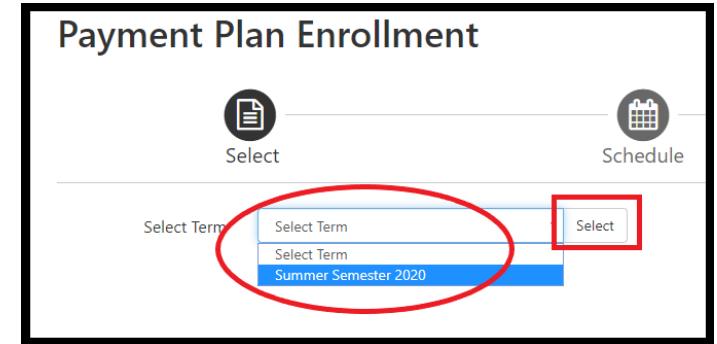 Payment Plan Enrollment
Select
Schedule
Select Term
Select Term
Select
Select Term
Summer Semester 2020